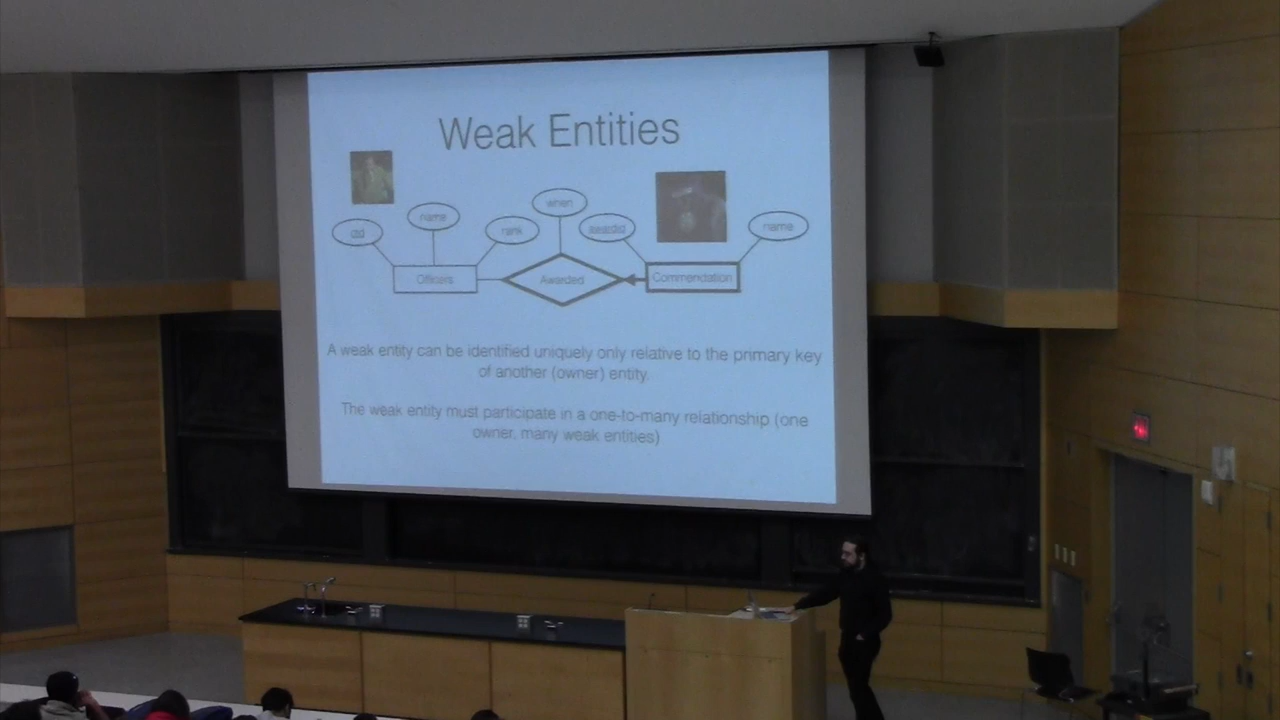 Weak Entities
when
name
oid
rank
awardid
name
Officers
Awarded
Commendation
A weak entity can be identified uniquely only relative to the primary key
of another (owner) entity.
The weak entity must participate in a one-to-many relationship (one
owner, many weak entities)